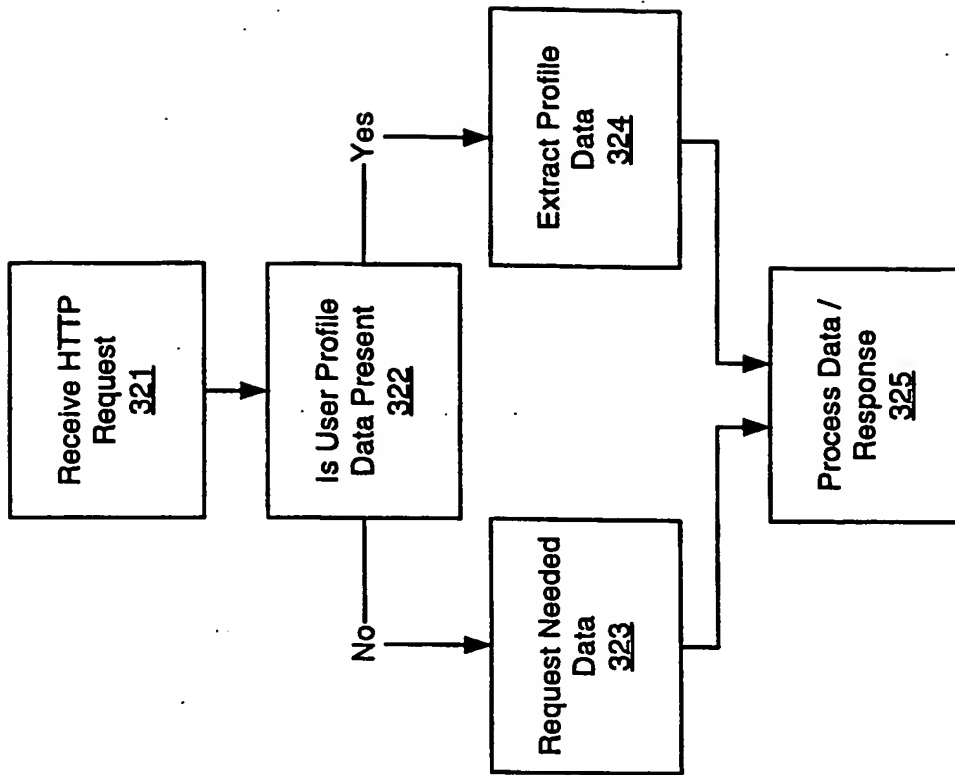 Receive HTTP
Request
321
Is User Profile
Data Present
322
No
Yes
Request Needed
Data
323
Extract Profile
Data
324
Process Data /
Response
325